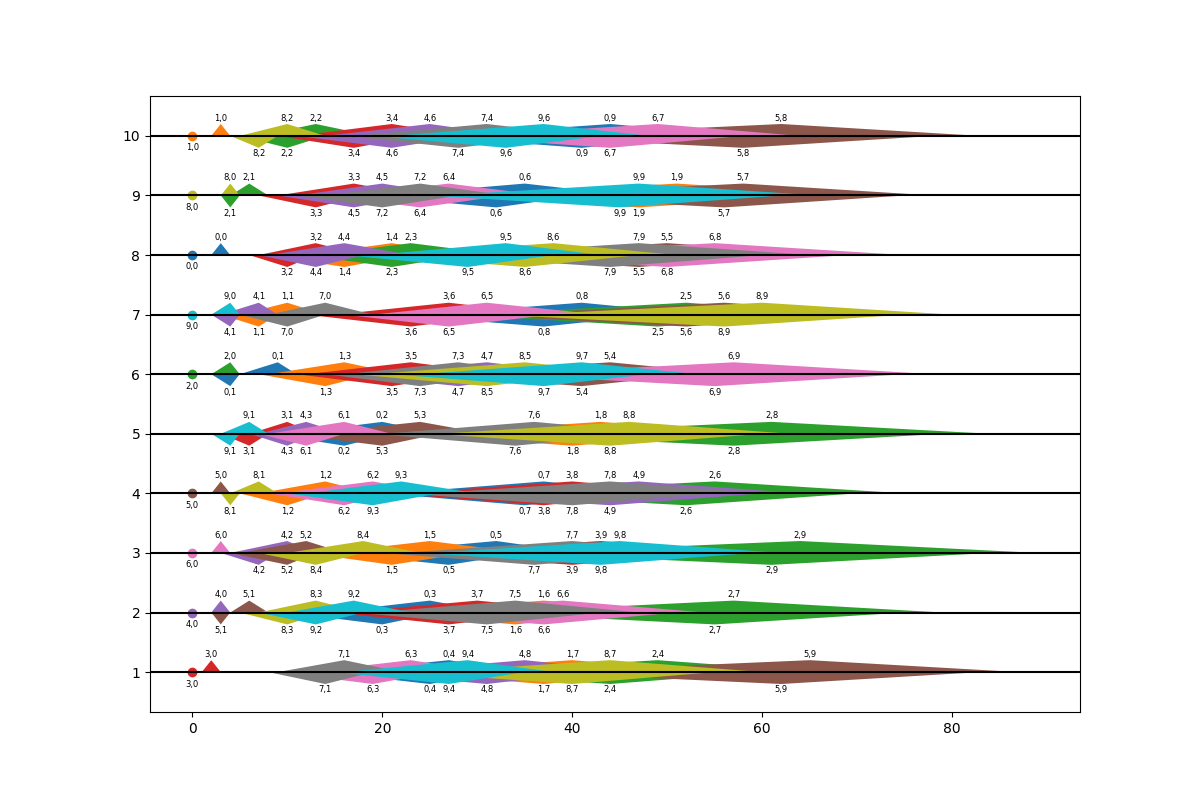 1,0 8,2 2,2 3,4 4,6 7,4 9,6 0,9 6,7 5,8
10
1,0 8,2 2,2 3,4 4,6 7,4 9,6 0,9 6,7 5,8
8,0 2,1 3,3 4,5 7,2 6,4 0,6 9,9 1,9 5,7
9
8,0 2,1 3,3 4,5 7,2 6,4 0,6 9,9 1,9 5,7
0,0 3,2 4,4 1,4 2,3 9,5 8,6 7,9 5,5 6,8
8
0,0 3,2 4,4 1,4 2,3 9,5 8,6 7,9 5,5 6,8
9,0 4,1 1,1 7,0 3,6 6,5 0,8 2,5 5,6 8,9
7
9,0 4,1 1,1 7,0 3,6 6,5 0,8 2,5 5,6 8,9
2,0 0,1 1,3 3,5 7,3 4,7 8,5 9,7 5,4 6,9
6
2,0 0,1 1,3 3,5 7,3 4,7 8,5 9,7 5,4 6,9
9,1 3,1 4,3 6,1 0,2 5,3 7,6 1,8 8,8 2,8
5
9,1 3,1 4,3 6,1 0,2 5,3 7,6 1,8 8,8 2,8
5,0 8,1 1,2 6,2 9,3 0,7 3,8 7,8 4,9 2,6
4
5,0 8,1 1,2 6,2 9,3 0,7 3,8 7,8 4,9 2,6
6,0 4,2 5,2 8,4 1,5 0,5 7,7 3,9 9,8 2,9
3
6,0 4,2 5,2 8,4 1,5 0,5 7,7 3,9 9,8 2,9
4,0 5,1 8,3 9,2 0,3 3,7 7,5 1,6 6,6 2,7
2
4,0 5,1 8,3 9,2 0,3 3,7 7,5 1,6 6,6 2,7
3,0 7,1 6,3 0,4 9,4 4,8 1,7 8,7 2,4 5,9
1
3,0 7,1 6,3 0,4 9,4 4,8 1,7 8,7 2,4 5,9
0 20 40 60 80